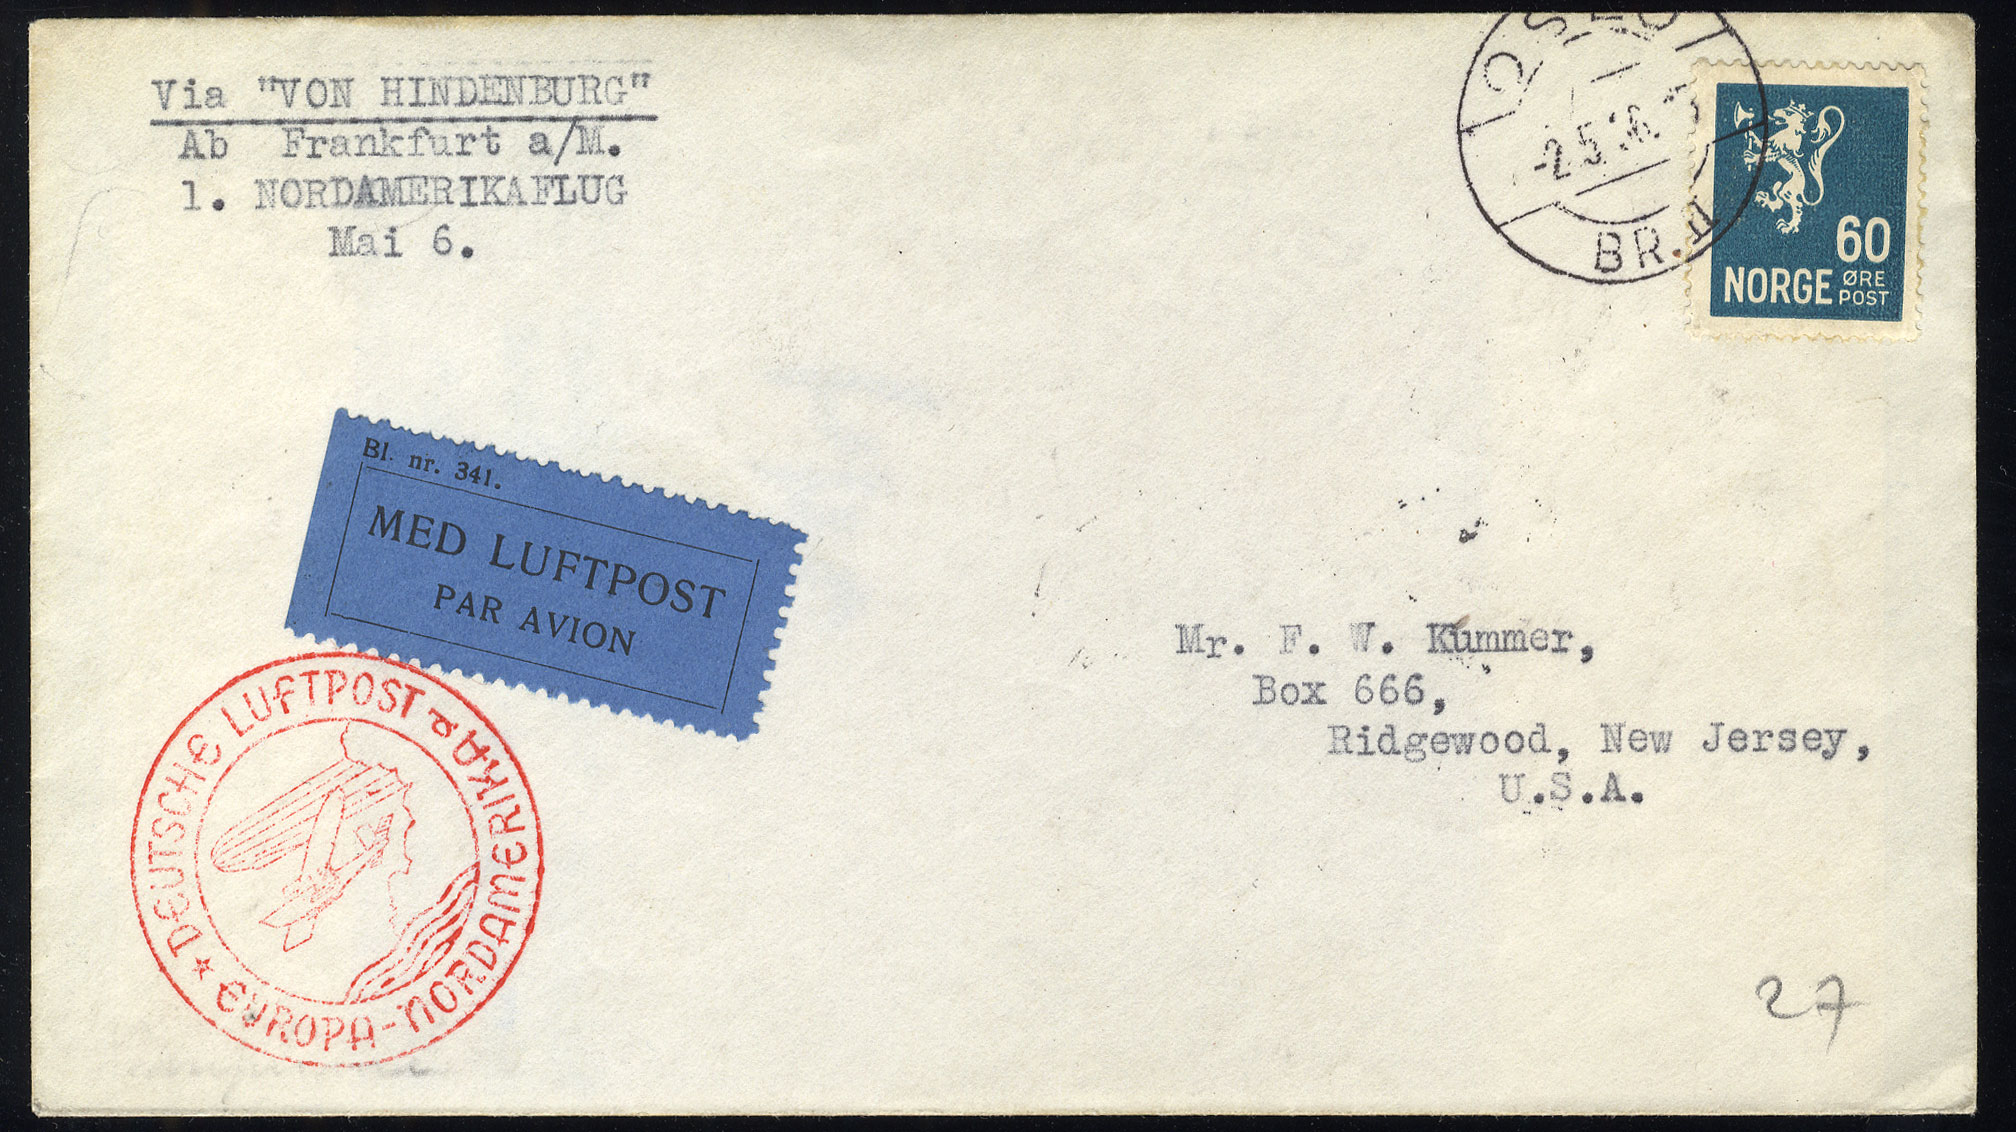 Via "VON HINDENBURG"
Ab Frankfurt a/M.
1. NORDAMERIKAFLUG
Mai 6.
-2.5.36.
BR.
60
NORGE ØRE
POST
Bl. nr. 341.
MED LUFTPOST
PAR AVION
Mr. F. W. Kummer,
Box 666,
Ridgewood, New Jersey,
U.S.A.
DEUTSCHE LUFTPOST
EUROPA-NORDAMERIKA
27